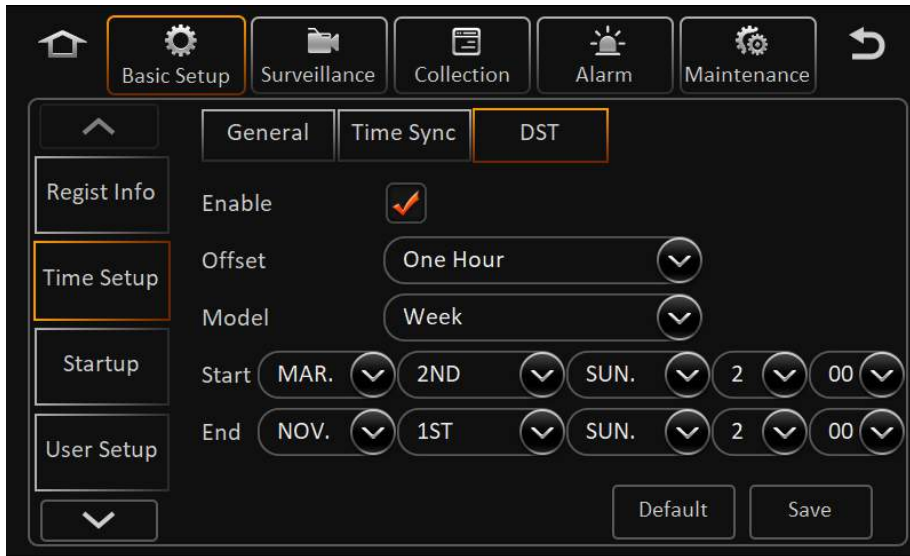 Basic Setup Surveillance Collection Alarm Maintenance
General Time Sync DST
Regist Info
Time Setup
Startup
User Setup
Enable
Offset One Hour
Model Week
Start MAR. 2ND SUN. 2 00
End NOV. 1ST SUN. 2 00
Default Save